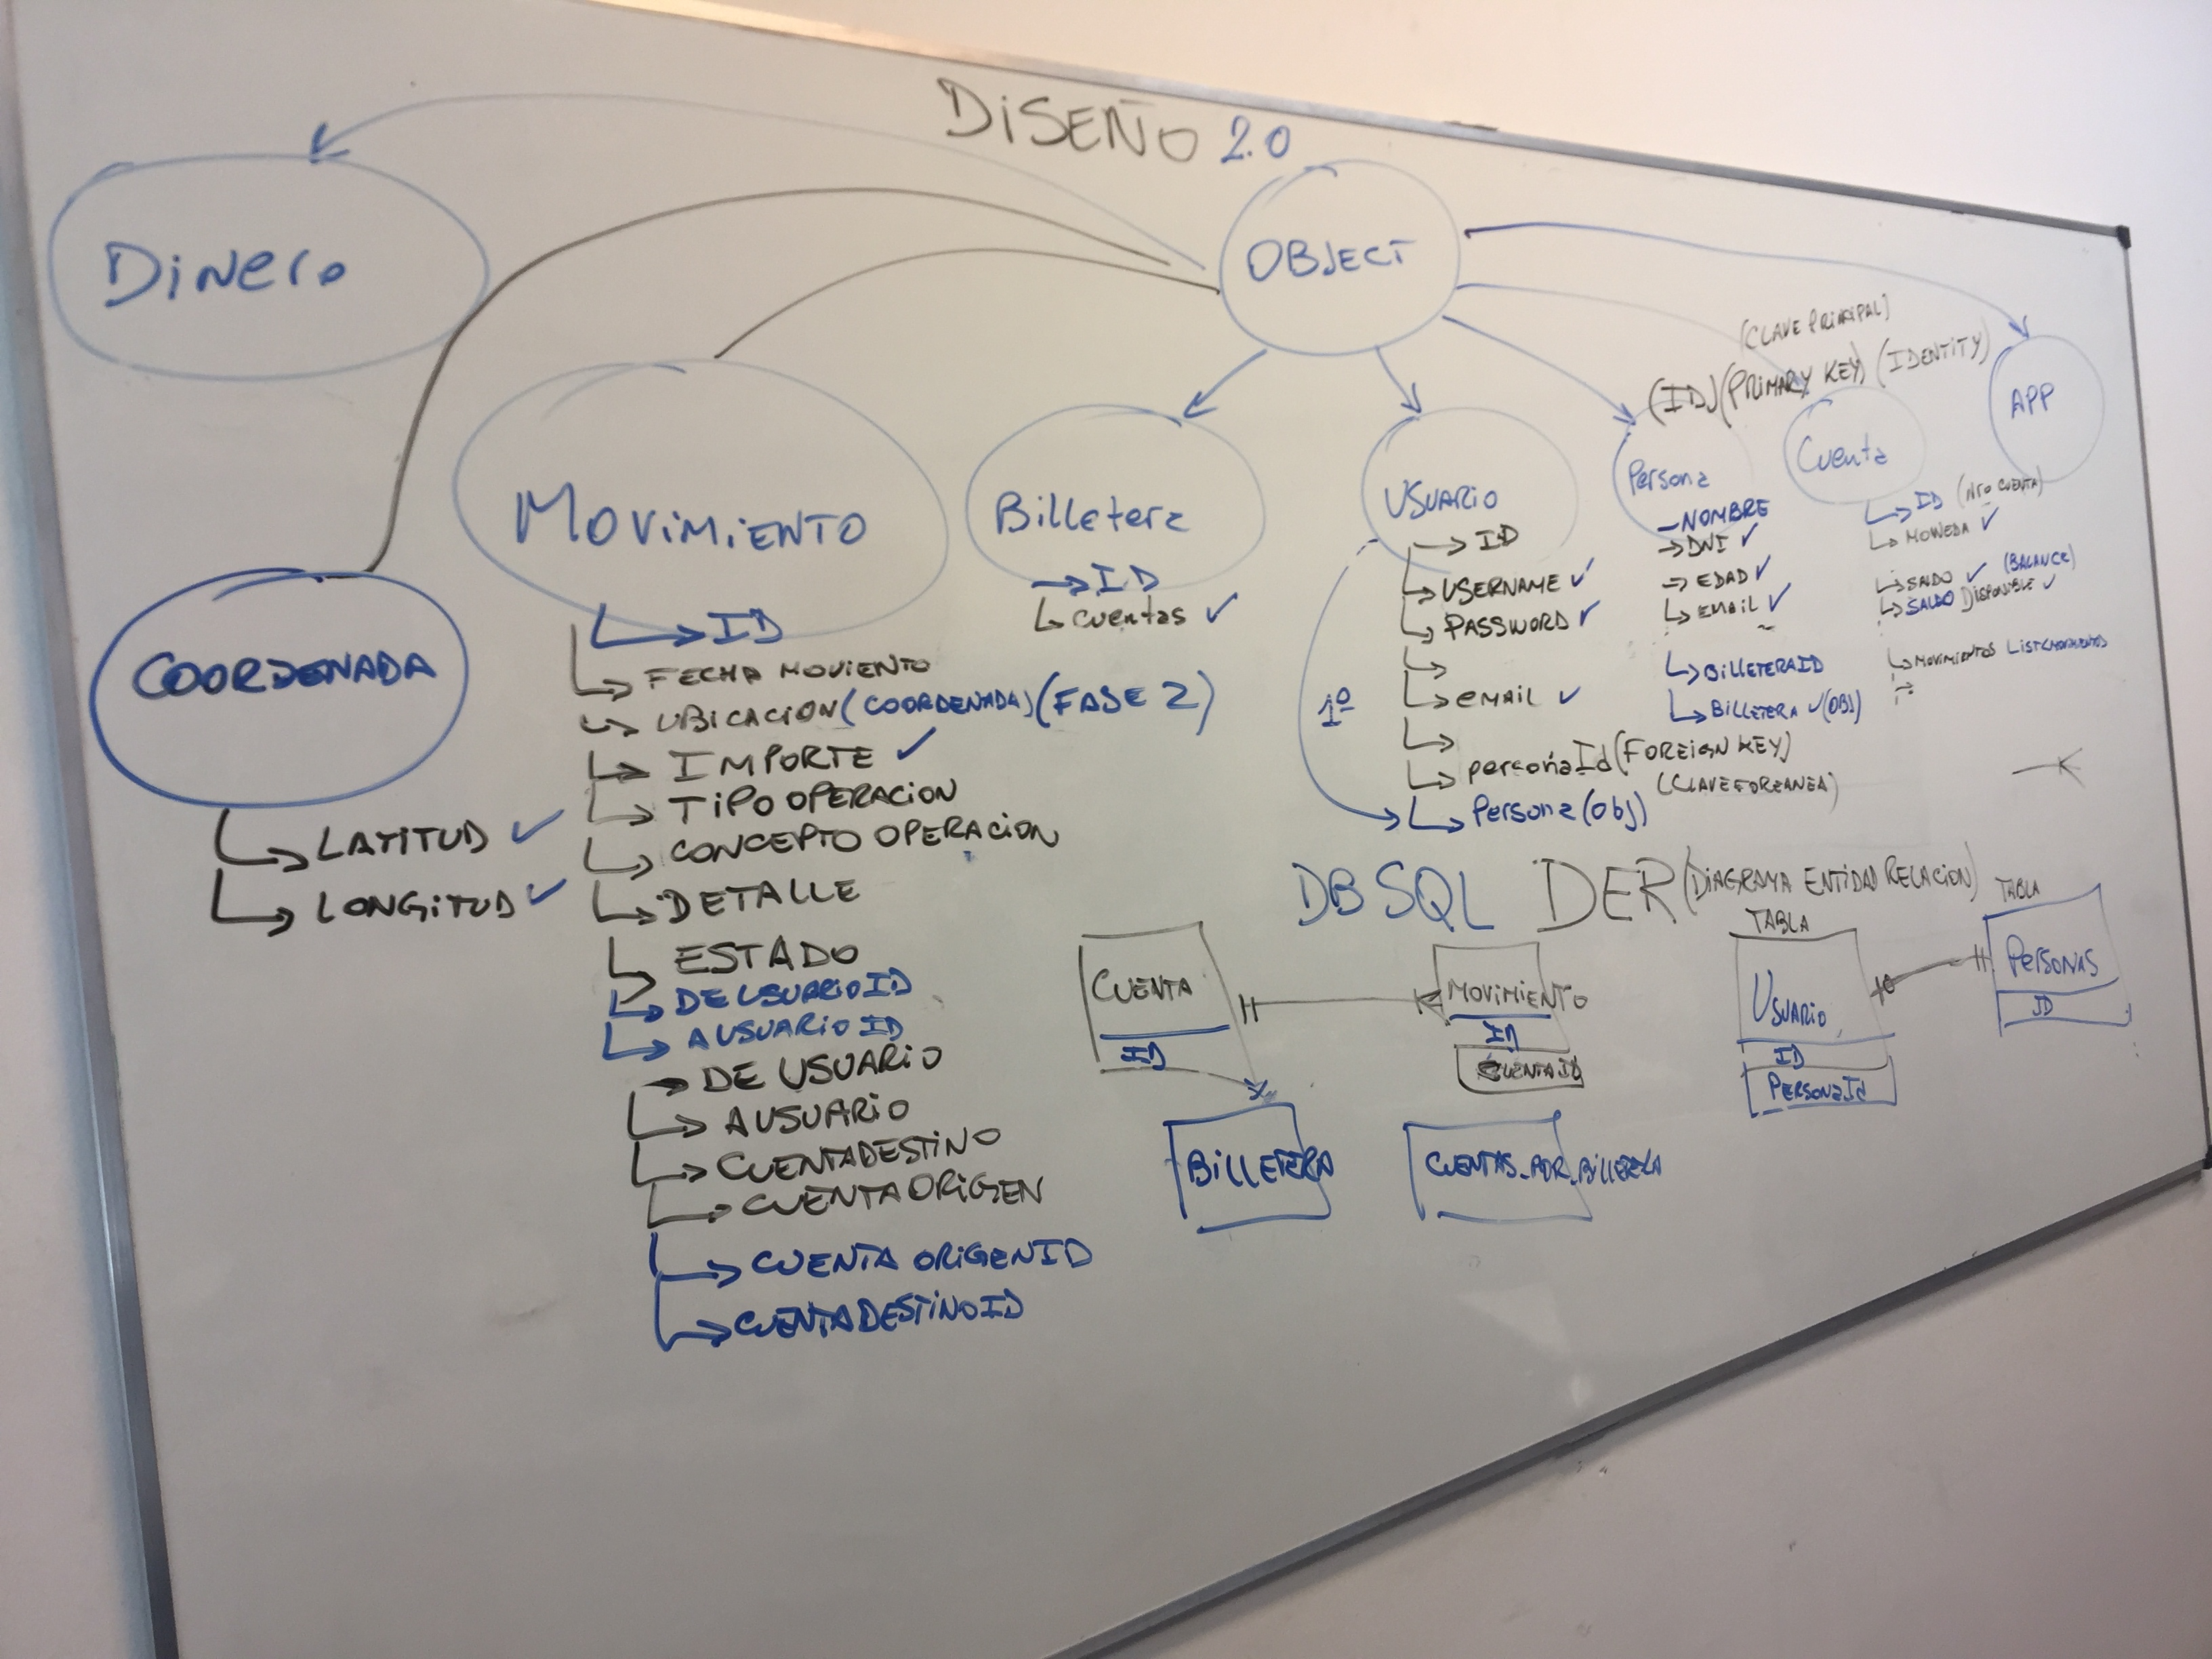 DISEÑO 2.0
OBJECT
Dinero
COORDENADA
LATITUD ✓
LONGITUD ✓
MOVIMIENTO
ID
FECHA MOVIENTO
UBICACION (COORDENADA) (FASE 2)
IMPORTE ✓
TIPO OPERACION
CONCEPTO OPERACION
DETALLE
ESTADO
DE USUARIO ID
A USUARIO ID
DE USUARIO
A USUARIO
CUENTA DESTINO
CUENTA ORIGEN
CUENTA ORIGEN ID
CUENTA DESTINO ID
Billetera
ID
cuentas ✓
USUARIO
ID
USERNAME ✓
PASSWORD ✓
EMAIL ✓
personaId (FOREIGN KEY)
(CLAVE FOREANEA)
1º
Persona (Obj)
(CLAVE PRINCIPAL)
(ID) (PRIMARY KEY) (IDENTITY)
Persona
NOMBRE
DNI ✓
EDAD ✓
EMAIL ✓
BILLETERA ID
BILLETERA ✓ (OBJ)
Cuenta
ID (NRO CUENTA)
MONEDA ✓
SALDO ✓ (BALANCE)
SALDO DISPONIBLE ✓
MOVIMIENTOS LIST<MOVIMIENTOS
APP
DB SQL DER (DIAGRAMA ENTIDAD RELACION)
CUENTA
ID
MOVIMIENTO
ID
CUENTA ID
TABLA
USUARIO
ID
PERSONaId
TABLA
PERSONAS
ID
BILLETERA
CUENTAS_POR_BILLETERA